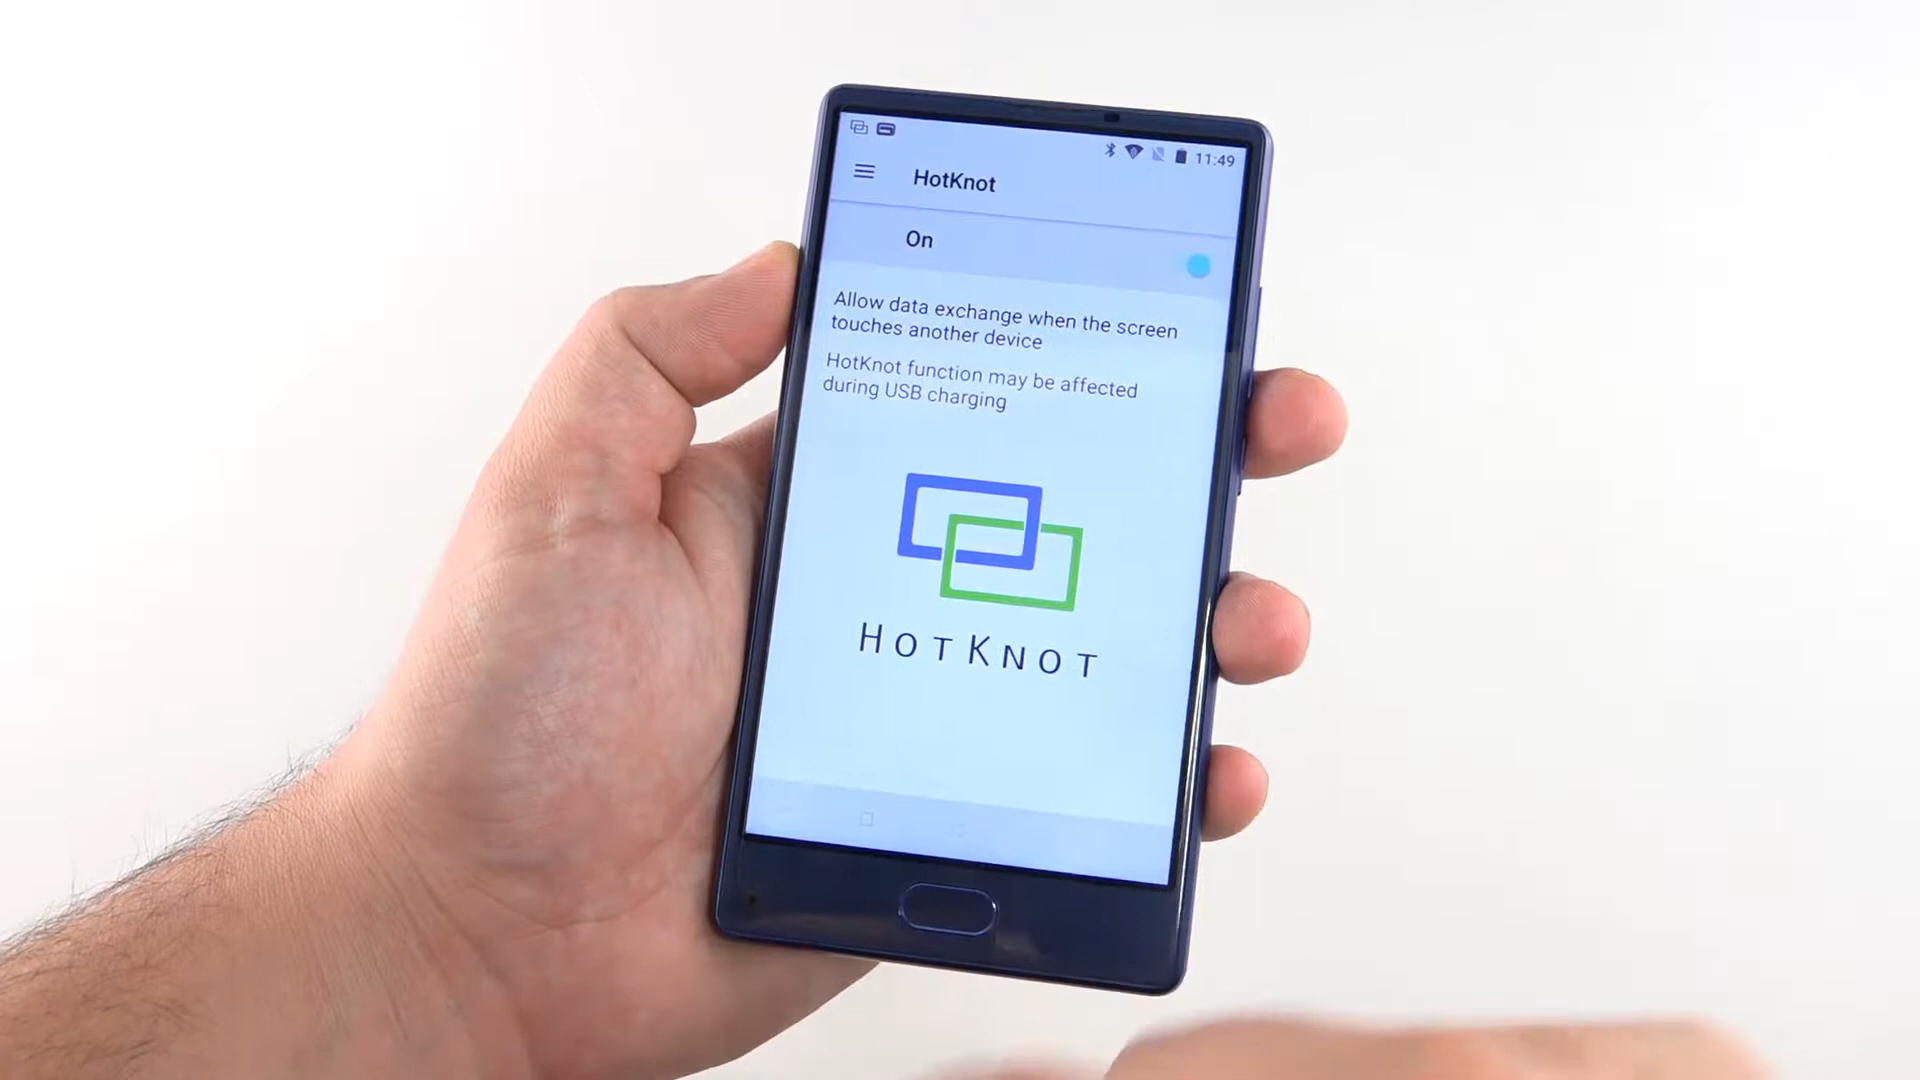 11:49
HotKnot
On
Allow data exchange when the screen
touches another device
HotKnot function may be affected
during USB charging
HOTKNOT